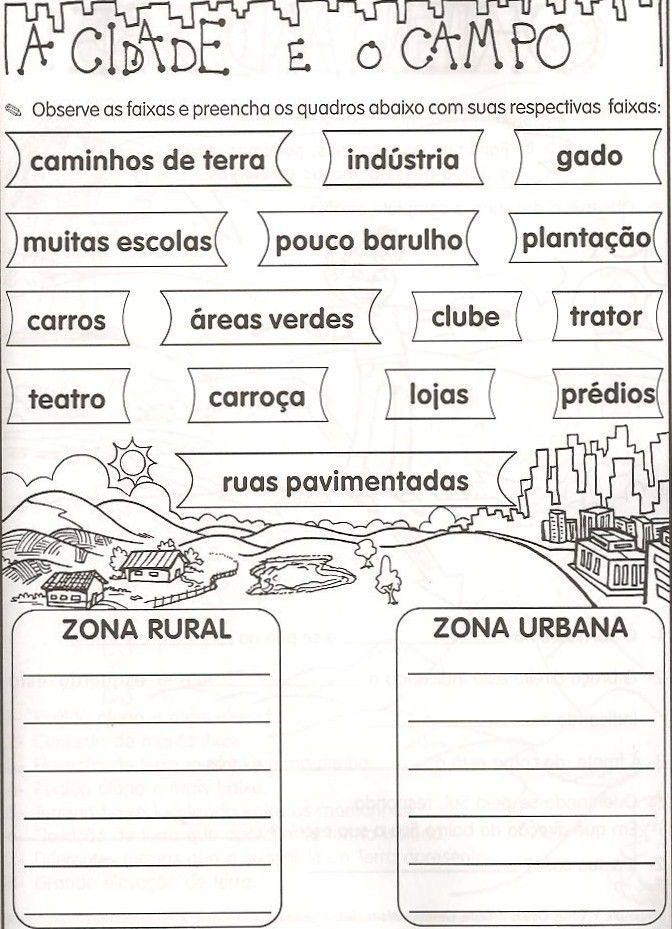 A CIDADE E O CAMPO
Observe as faixas e preencha os quadros abaixo com suas respectivas faixas:
caminhos de terra indústria gado
muitas escolas pouco barulho plantação
carros áreas verdes clube trator
teatro carroça lojas prédios
ruas pavimentadas
ZONA RURAL ZONA URBANA